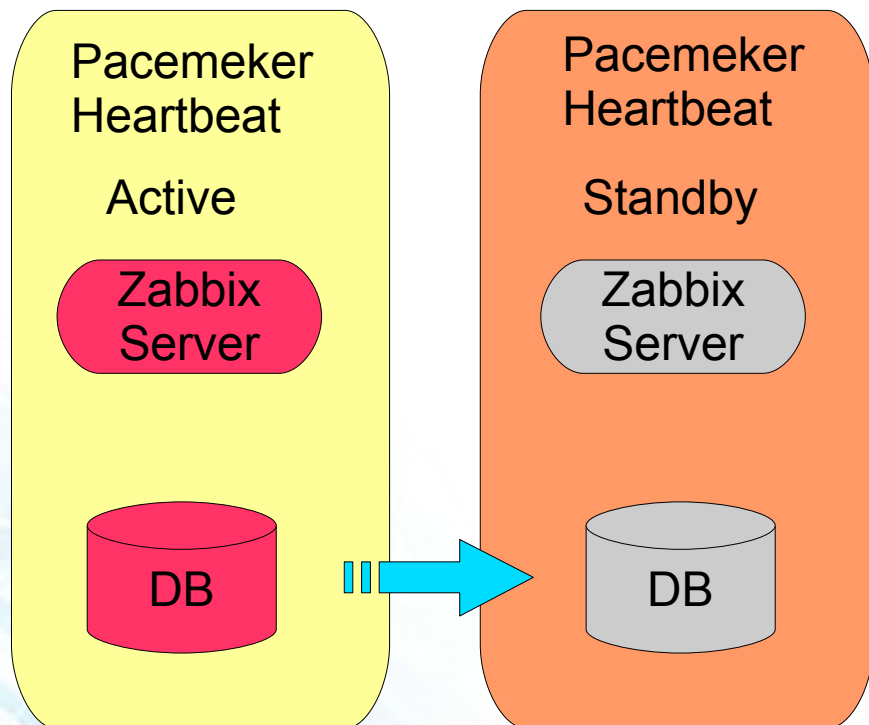 Pacemeker
Heartbeat
Active
Zabbix
Server
DB
Pacemeker
Heartbeat
Standby
Zabbix
Server
DB